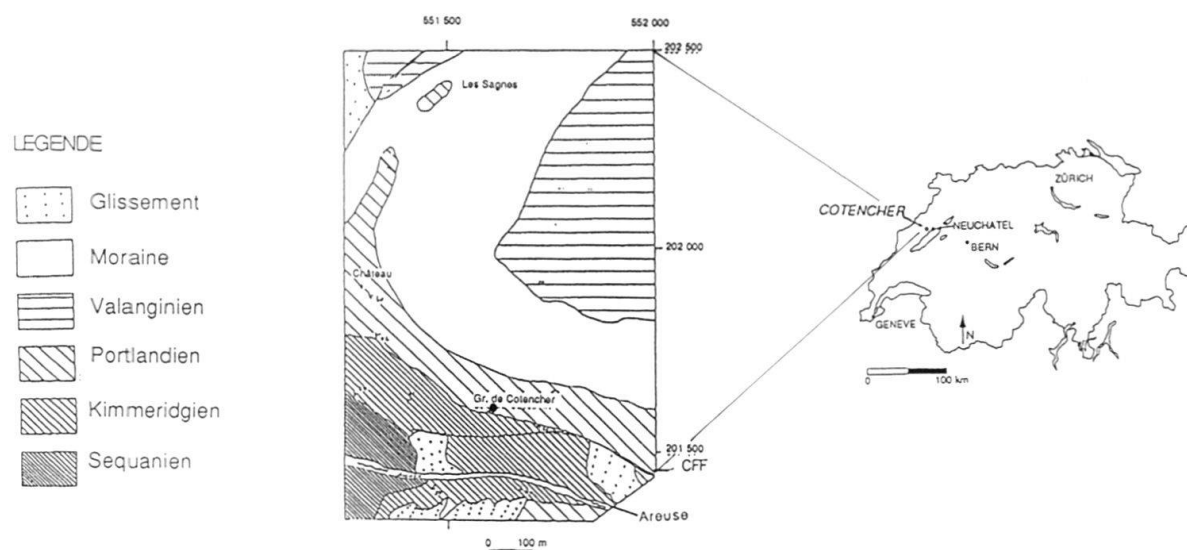 551 500
552 000
202 500
Les Sagnes
LEGENDE
Glissement
Moraine
Valanginien
Portlandien
Kimmeridgien
Sequanien
Château
202 000
Gr. de Cotencher
201 500
CFF
Areuse
0 100 m
ZÜRICH
COTENCHER
NEUCHATEL
BERN
GENEVE
N
0 100 km